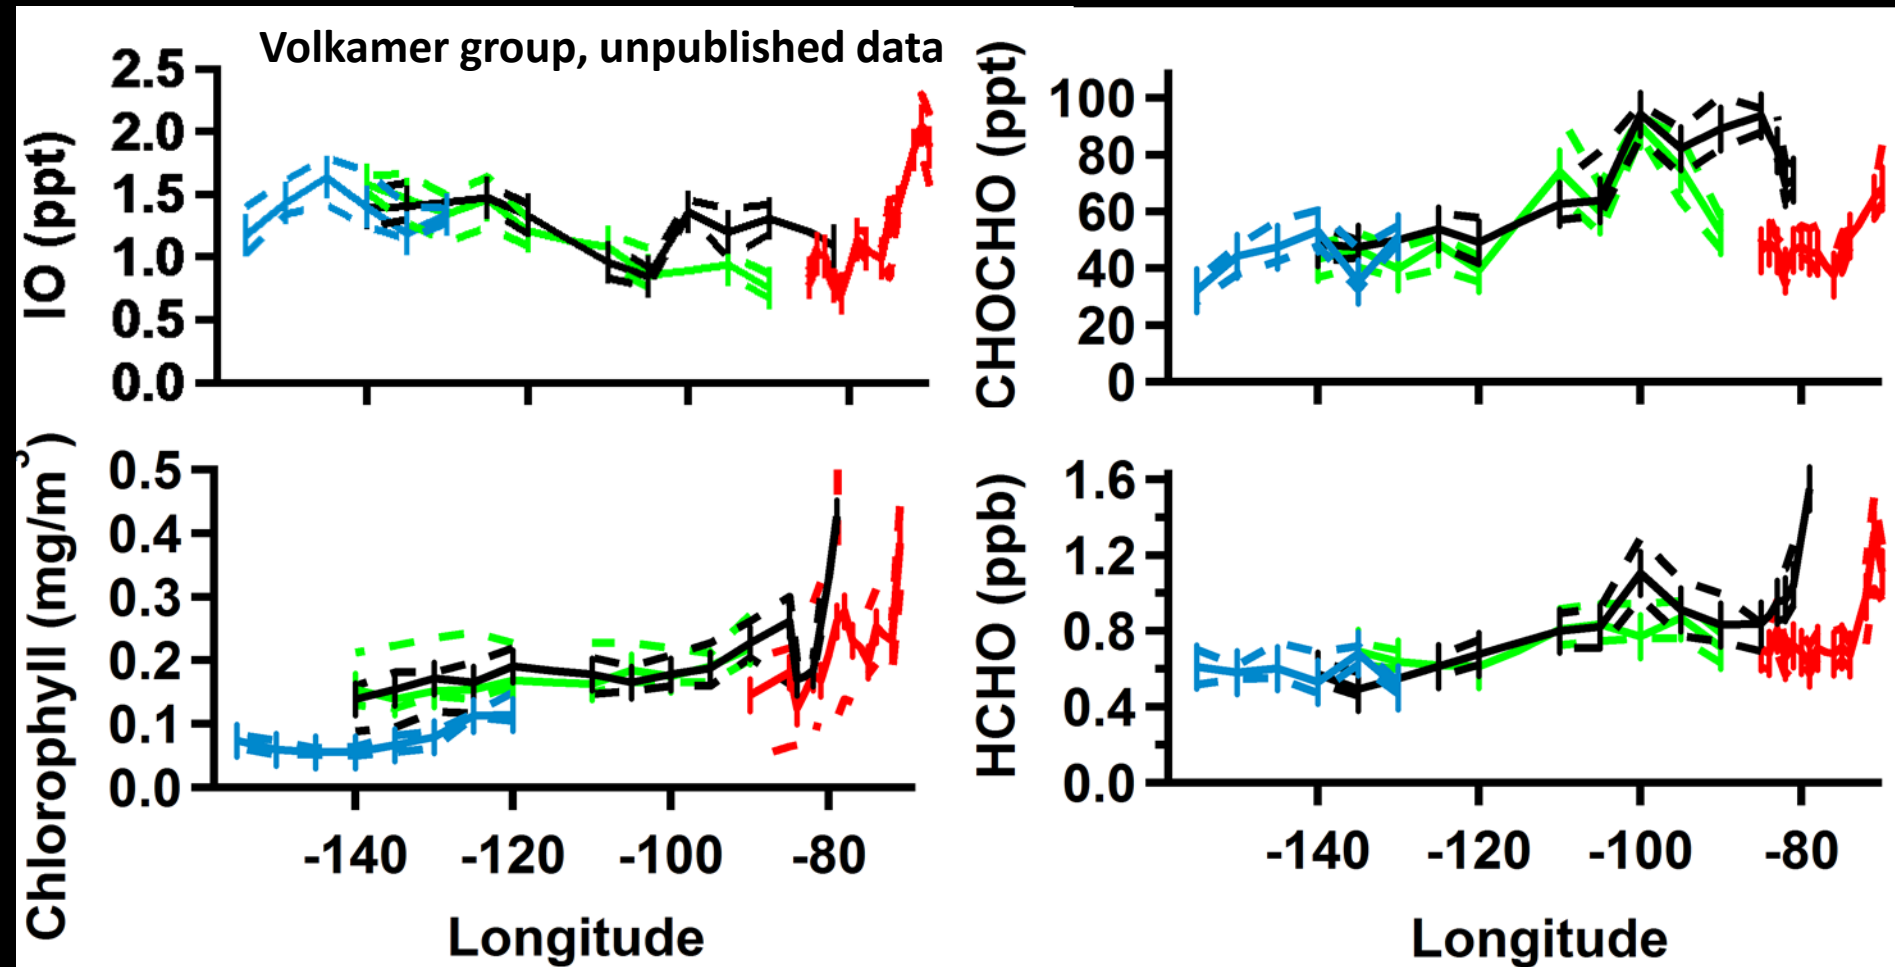 Volkamer group, unpublished data
IO (ppt)
2.5
2.0
1.5
1.0
0.5
0.0
CHOCHO (ppt)
100
80
60
40
20
0
Chlorophyll (mg/m³)
0.5
0.4
0.3
0.2
0.1
0.0
-140 -120 -100 -80
Longitude
HCHO (ppb)
1.6
1.2
0.8
0.4
0.0
-140 -120 -100 -80
Longitude